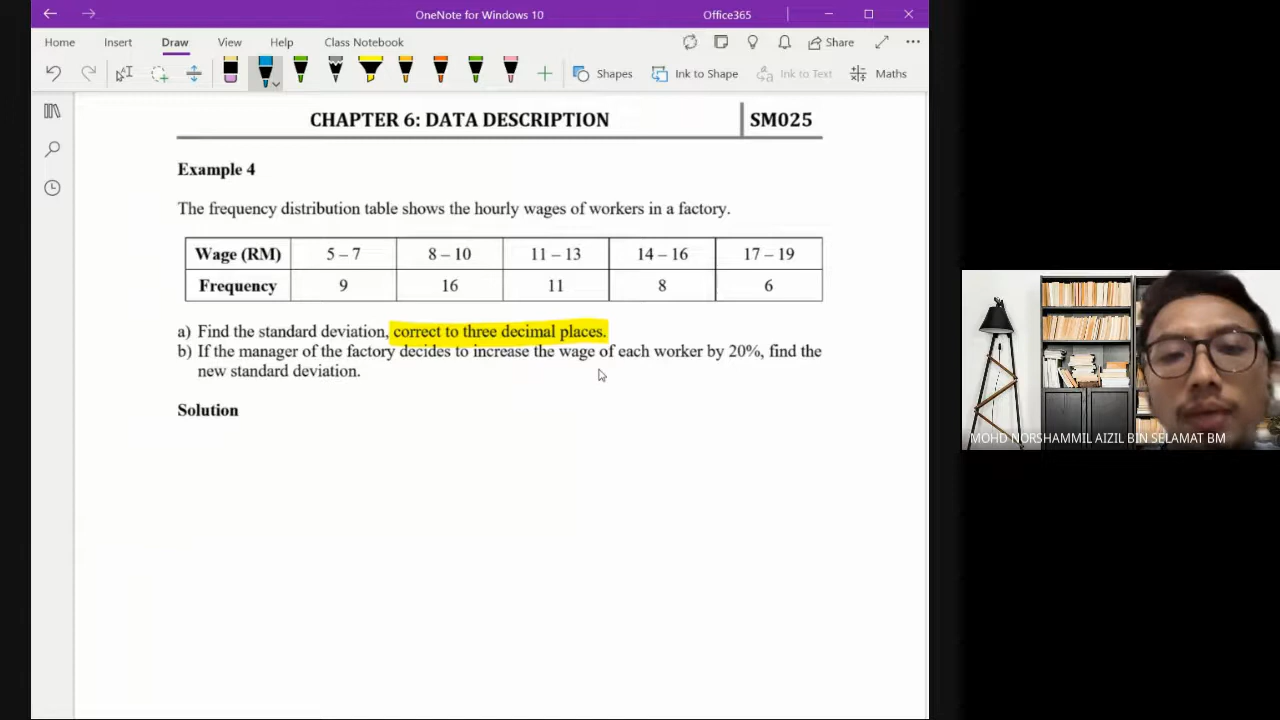 OneNote for Windows 10
Office365
Home Insert Draw View Help Class Notebook
Share
Shapes Ink to Shape Ink to Text Maths
CHAPTER 6: DATA DESCRIPTION SM025
Example 4
The frequency distribution table shows the hourly wages of workers in a factory.
Wage (RM) 5 – 7 8 – 10 11 – 13 14 – 16 17 – 19
Frequency 9 16 11 8 6
a) Find the standard deviation, correct to three decimal places.
b) If the manager of the factory decides to increase the wage of each worker by 20%, find the
new standard deviation.
Solution
MOHD NORSHAMMIL AIZIL BIN SELAMAT BM